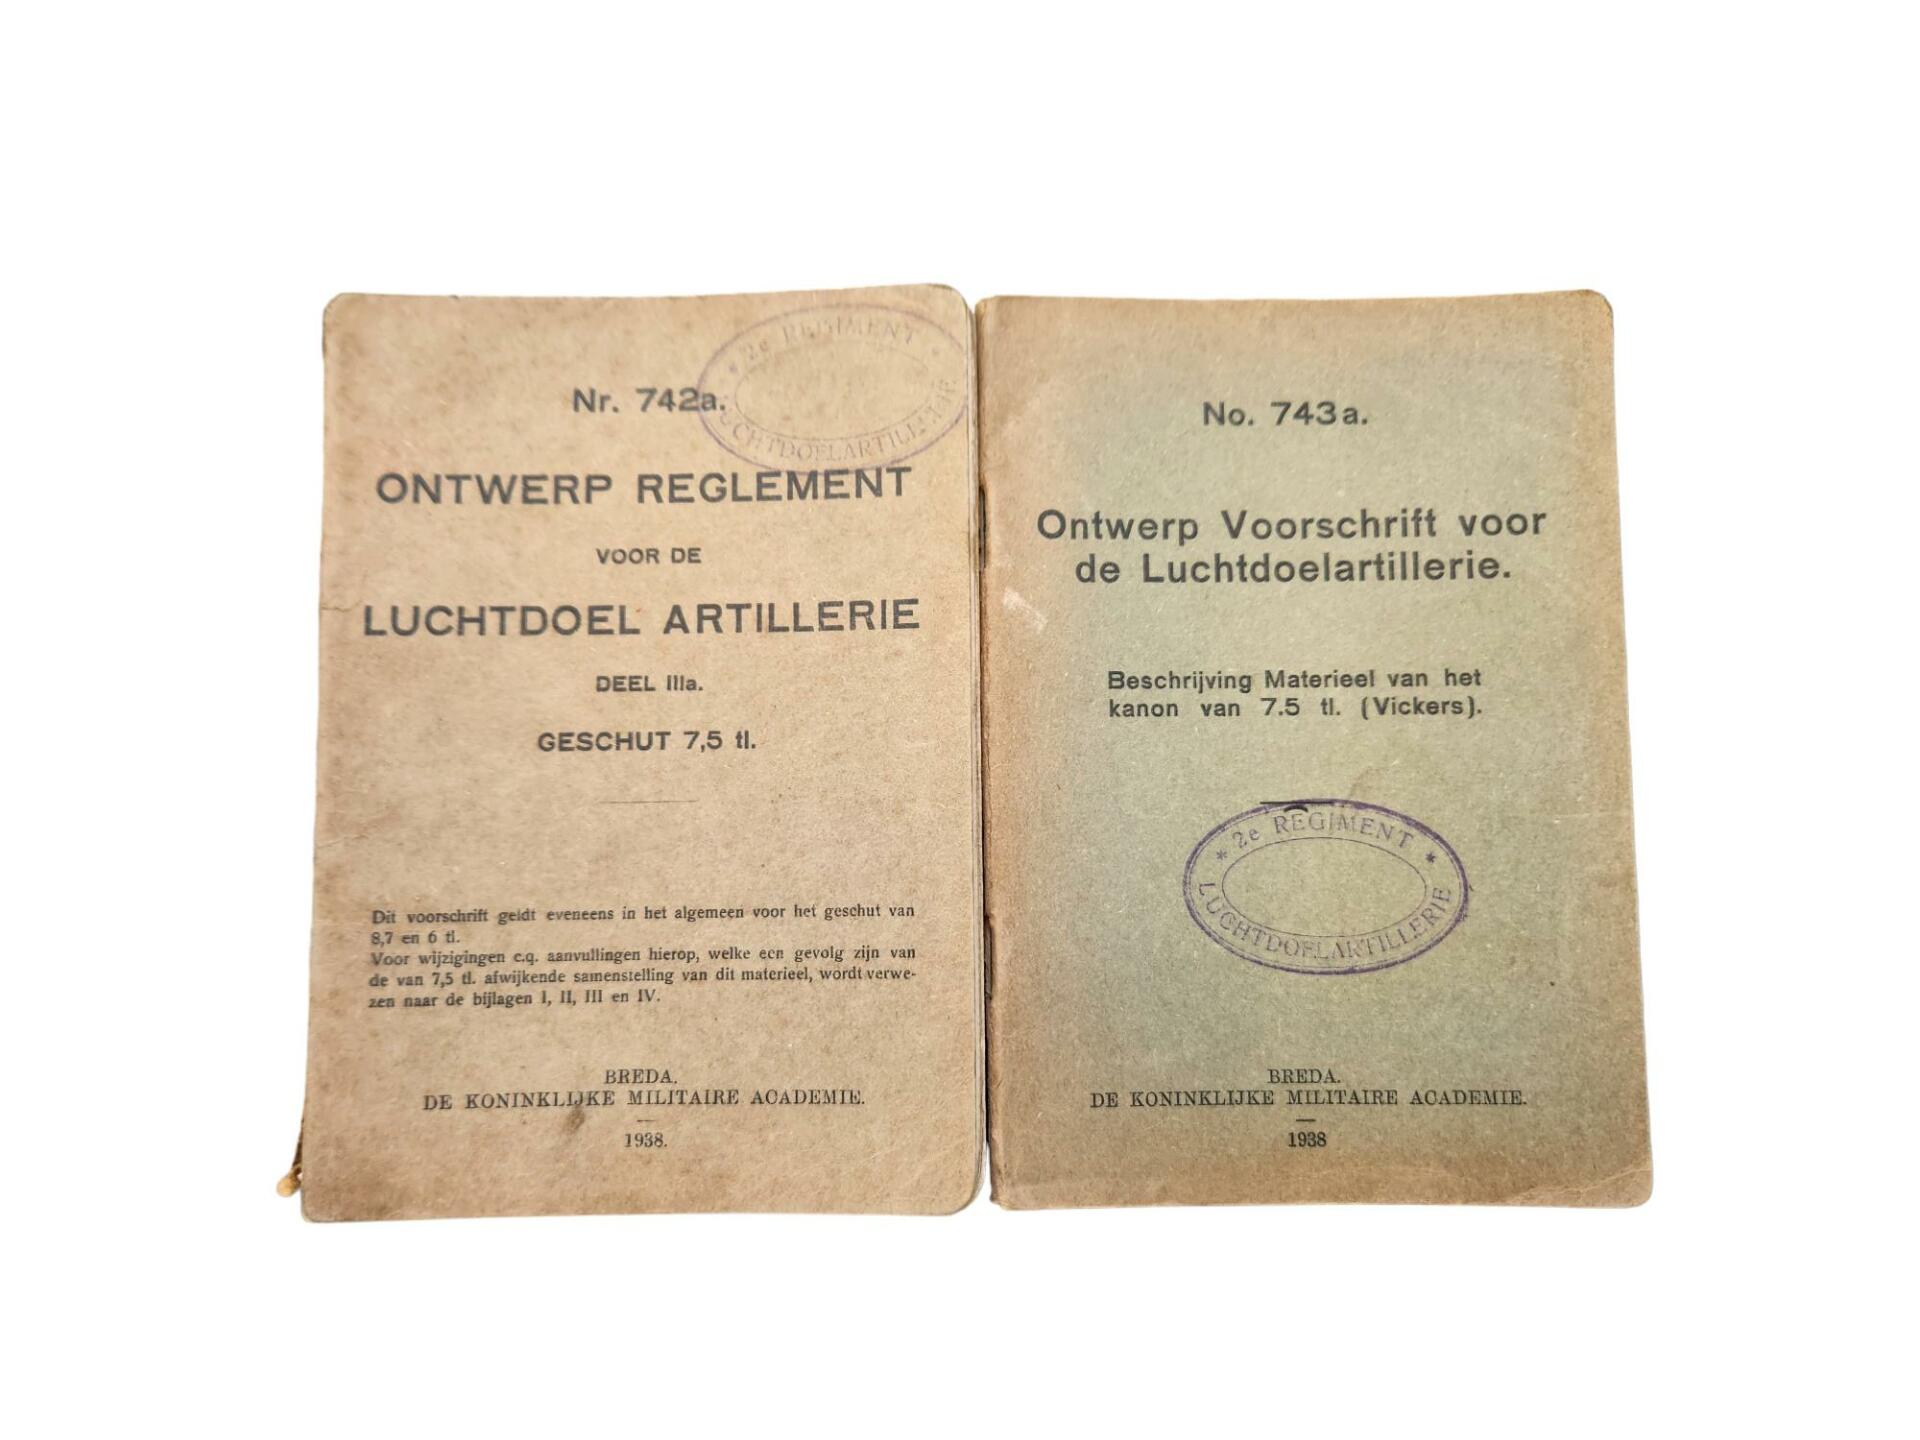 Nr. 742a.
2e REGIMENT
LUCHTDOELARTILLERIE
ONTWERP REGLEMENT
VOOR DE
LUCHTDOEL ARTILLERIE
DEEL IIIa.
GESCHUT 7,5 tl.
Dit voorschrift geldt eveneens in het algemeen voor het geschut van
8,7 en 6 tl.
Voor wijzigingen c.q. aanvullingen hierop, welke een gevolg zijn van
de van 7,5 tl. afwijkende samenstelling van dit materieel, wordt verwe-
zen naar de bijlagen I, II, III en IV.
BREDA.
DE KONINKLIJKE MILITAIRE ACADEMIE.
1938.
No. 743a.
Ontwerp Voorschrift voor
de Luchtdoelartillerie.
Beschrijving Materieel van het
kanon van 7.5 tl. (Vickers).
* 2e REGIMENT *
LUCHTDOELARTILLERIE
BREDA.
DE KONINKLIJKE MILITAIRE ACADEMIE.
1938